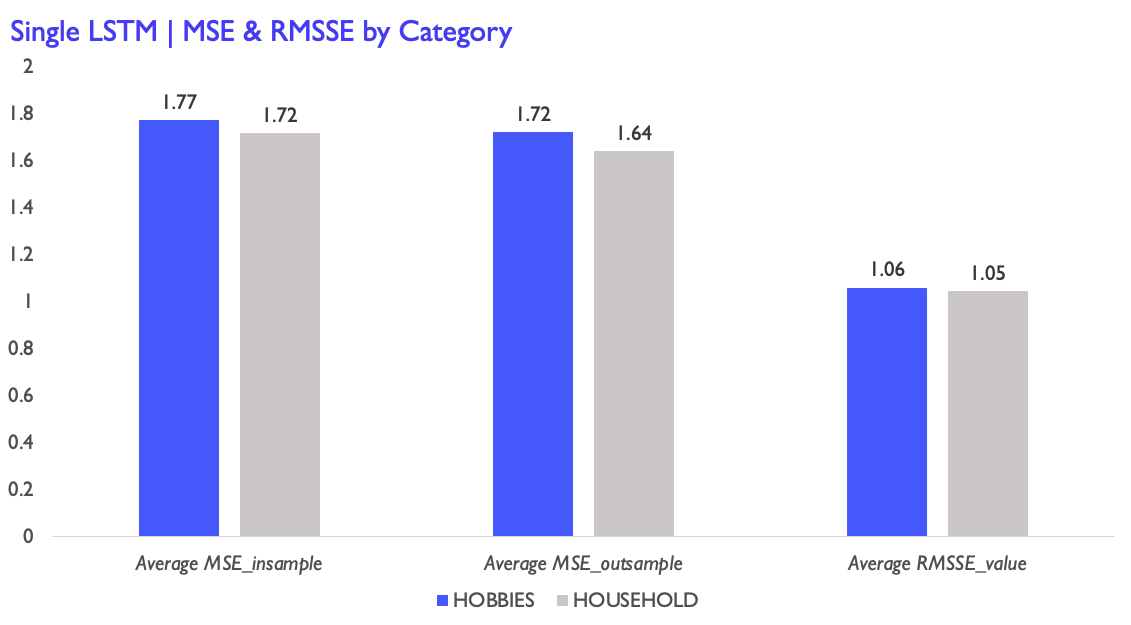 Single LSTM | MSE & RMSSE by Category
2
1.8
1.6
1.4
1.2
1
0.8
0.6
0.4
0.2
0
1.77
1.72
1.72
1.64
1.06
1.05
Average MSE_insample
Average MSE_outsample
Average RMSSE_value
HOBBIES
HOUSEHOLD